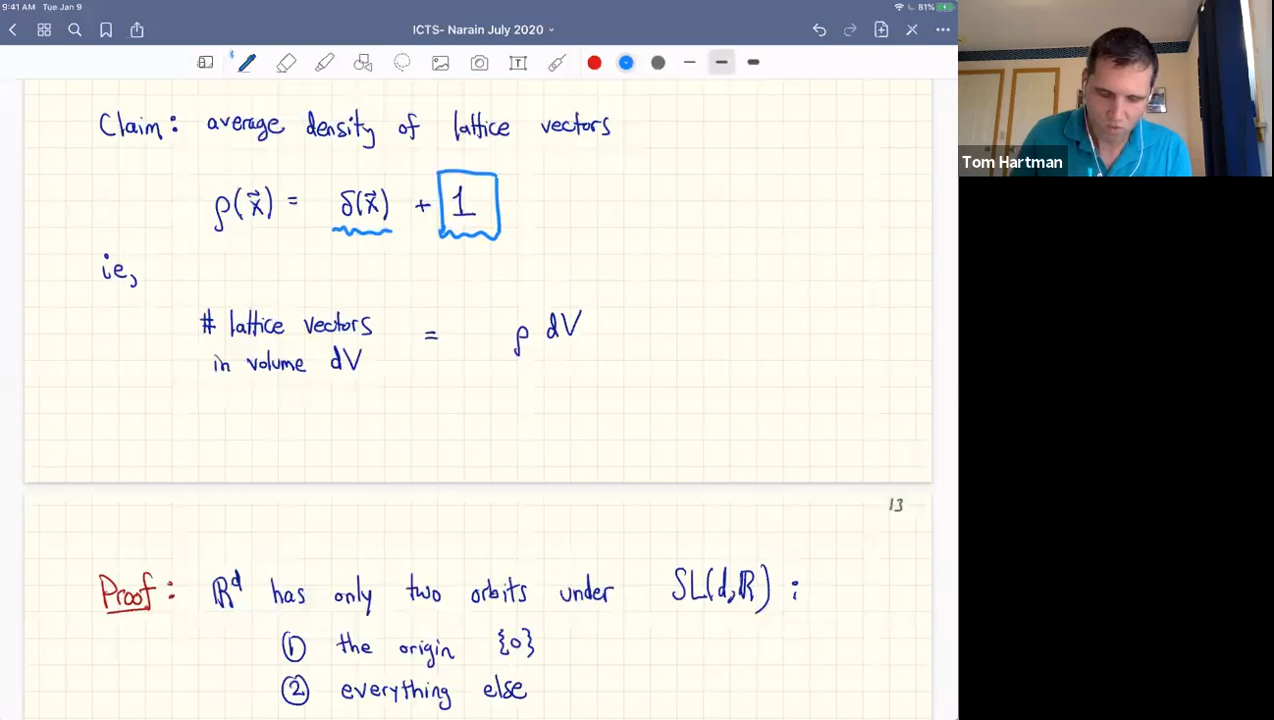 9:41 AM Tue Jan 9
81%
ICTS- Narain July 2020
Claim: average density of lattice vectors
ρ(x⃗) = δ(x⃗) + 1
ie,
# lattice vectors in volume dV = ρ dV
Tom Hartman
13
Proof: ℝᵈ has only two orbits under SL(d,ℝ):
① the origin {0}
② everything else